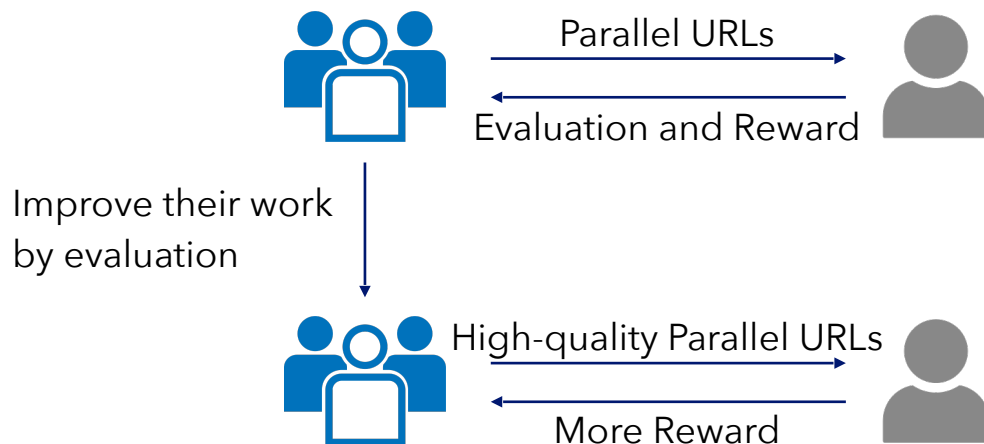 Parallel URLs
Evaluation and Reward
Improve their work
by evaluation
High-quality Parallel URLs
More Reward